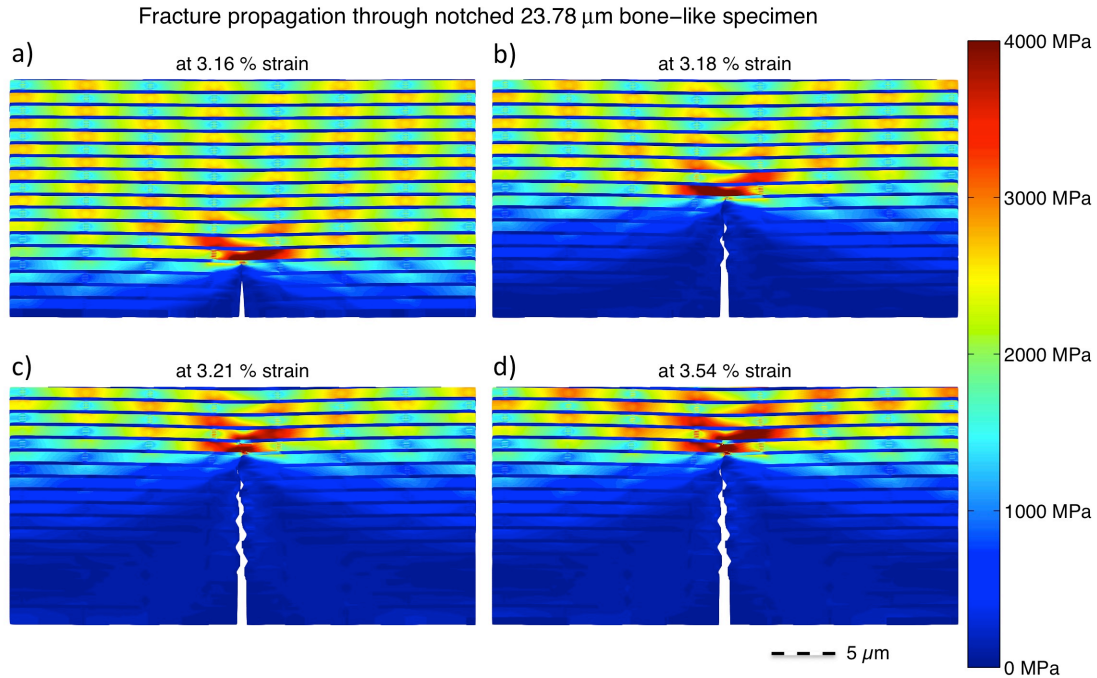 Fracture propagation through notched 23.78 μm bone−like specimen
a)
at 3.16 % strain
b)
at 3.18 % strain
4000 MPa
3000 MPa
2000 MPa
1000 MPa
0 MPa
c)
at 3.21 % strain
d)
at 3.54 % strain
5 μm